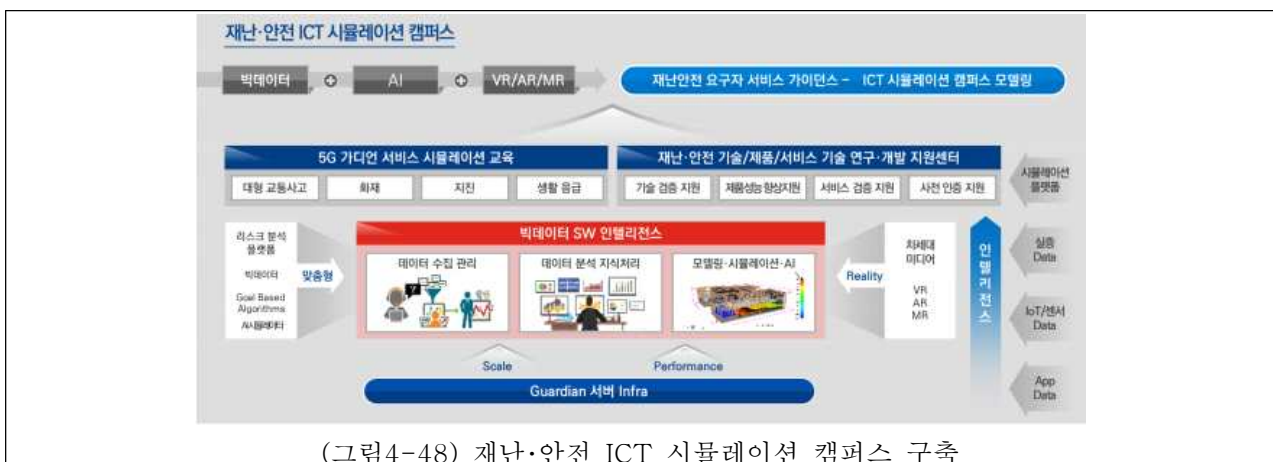 재난·안전 ICT 시뮬레이션 캠퍼스
빅데이터 + AI + VR/AR/MR
재난안전 요구자 서비스 가이던스 - ICT 시뮬레이션 캠퍼스 모델링
5G 가디언 서비스 시뮬레이션 교육
대형 교통사고 화재 지진 생활 응급
재난·안전 기술/제품/서비스 기술 연구·개발 지원센터
기술 검증 지원 제품성능향상지원 서비스 검증 지원 사전 인증 지원
시뮬레이션
플랫폼
리스크 분석
플랫폼
빅데이터
Goal Based
Algorithms
AI시뮬레이터
맞춤형
빅데이터 SW 인텔리전스
데이터 수집 관리
데이터 분석 지식처리
모델링·시뮬레이션·AI
Reality
차세대
미디어
VR
AR
MR
인텔리전스
실증
Data
IoT/센서
Data
App
Data
Scale
Performance
Guardian 서버 Infra
(그림4-48) 재난·안전 ICT 시뮬레이션 캠퍼스 구축